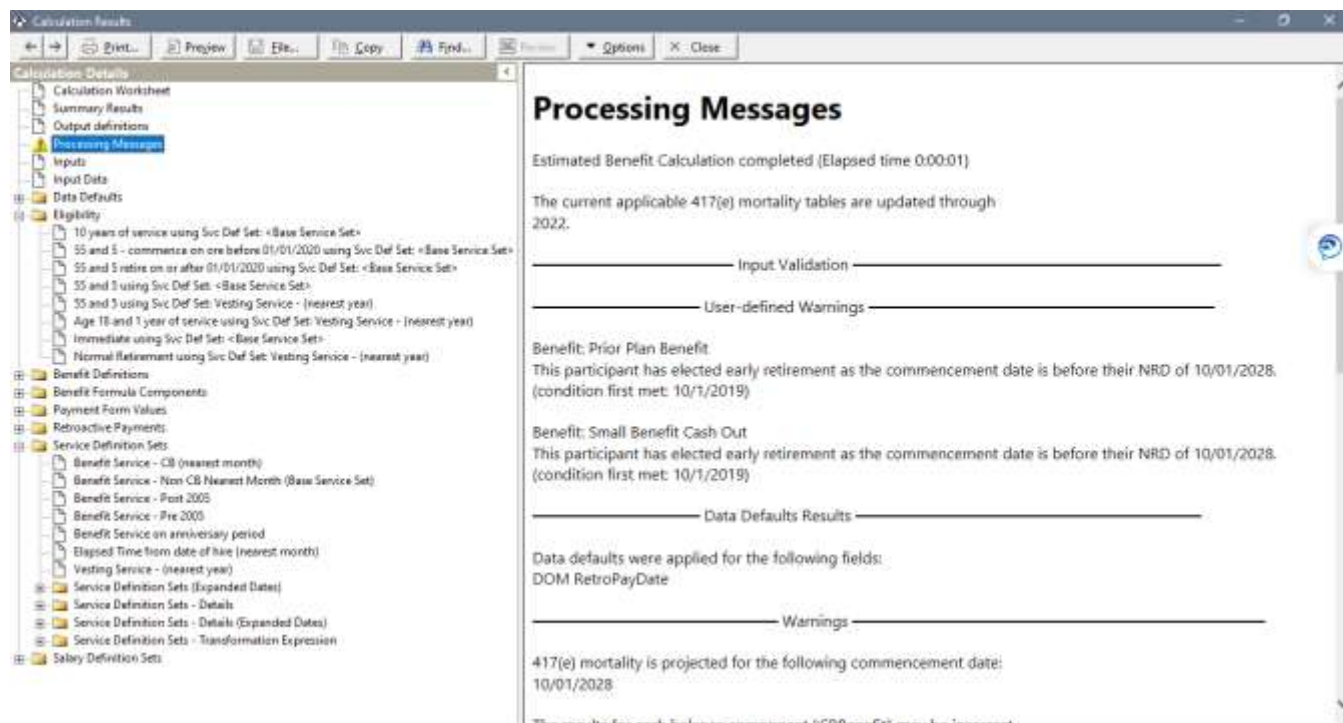 Calculation Results
Print... Preview File... Copy Find... Options Close
Calculation Details
Calculation Worksheet
Summary Results
Output definitions
Processing Messages
Inputs
Input Data
Data Defaults
Eligibility
10 years of service using Svc Def Set: <Base Service Set>
55 and 5 - commence on ore before 01/01/2020 using Svc Def Set: <Base Service Set>
55 and 5 retire on or after 01/01/2020 using Svc Def Set: <Base Service Set>
55 and 5 using Svc Def Set: <Base Service Set>
55 and 5 using Svc Def Set: Vesting Service - (nearest year)
Age 18 and 1 year of service using Svc Def Set: Vesting Service - (nearest year)
Immediate using Svc Def Set: <Base Service Set>
Normal Retirement using Svc Def Set: Vesting Service - (nearest year)
Benefit Definitions
Benefit Formula Components
Payment Form Values
Retroactive Payments
Service Definition Sets
Benefit Service - CB (nearest month)
Benefit Service - Non CB Nearest Month (Base Service Set)
Benefit Service - Post 2005
Benefit Service - Pre 2005
Benefit Service on anniversary period
Elapsed Time from date of hire (nearest month)
Vesting Service - (nearest year)
Service Definition Sets (Expanded Dates)
Service Definition Sets - Details
Service Definition Sets - Details (Expanded Dates)
Service Definition Sets - Transformation Expression
Salary Definition Sets
Processing Messages
Estimated Benefit Calculation completed (Elapsed time 0:00:01)
The current applicable 417(e) mortality tables are updated through
2022.
Input Validation
User-defined Warnings
Benefit: Prior Plan Benefit
This participant has elected early retirement as the commencement date is before their NRD of 10/01/2028.
(condition first met: 10/1/2019)
Benefit: Small Benefit Cash Out
This participant has elected early retirement as the commencement date is before their NRD of 10/01/2028.
(condition first met: 10/1/2019)
Data Defaults Results
Data defaults were applied for the following fields:
DOM RetroPayDate
Warnings
417(e) mortality is projected for the following commencement date:
10/01/2028